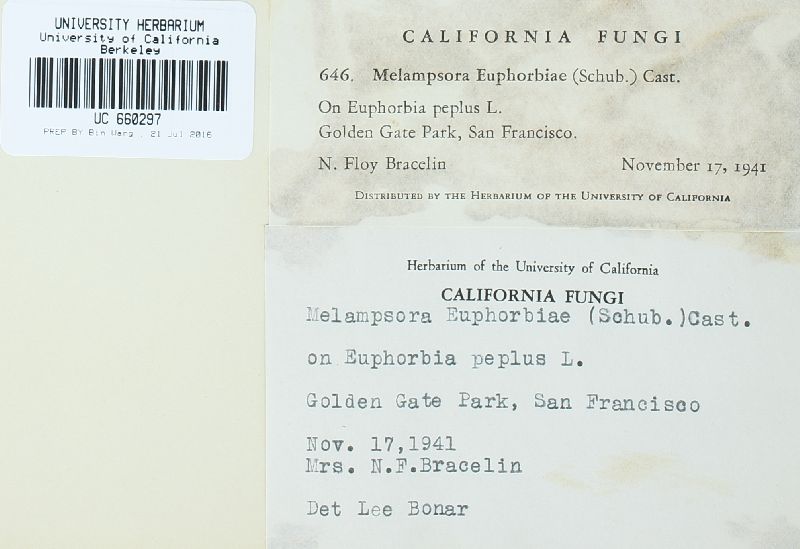 UNIVERSITY HERBARIUM
University of California
Berkeley
UC 660297
PREP BY Bin Wang , 21 Jul 2016
CALIFORNIA FUNGI
646. Melampsora Euphorbiae (Schub.) Cast.
On Euphorbia peplus L.
Golden Gate Park, San Francisco.
N. Floy Bracelin November 17, 1941
Distributed by the Herbarium of the University of California
Herbarium of the University of California
CALIFORNIA FUNGI
Melampsora Euphorbiae (Schub.)Cast.
on Euphorbia peplus L.
Golden Gate Park, San Francisco
Nov. 17,1941
Mrs. N.F.Bracelin
Det Lee Bonar